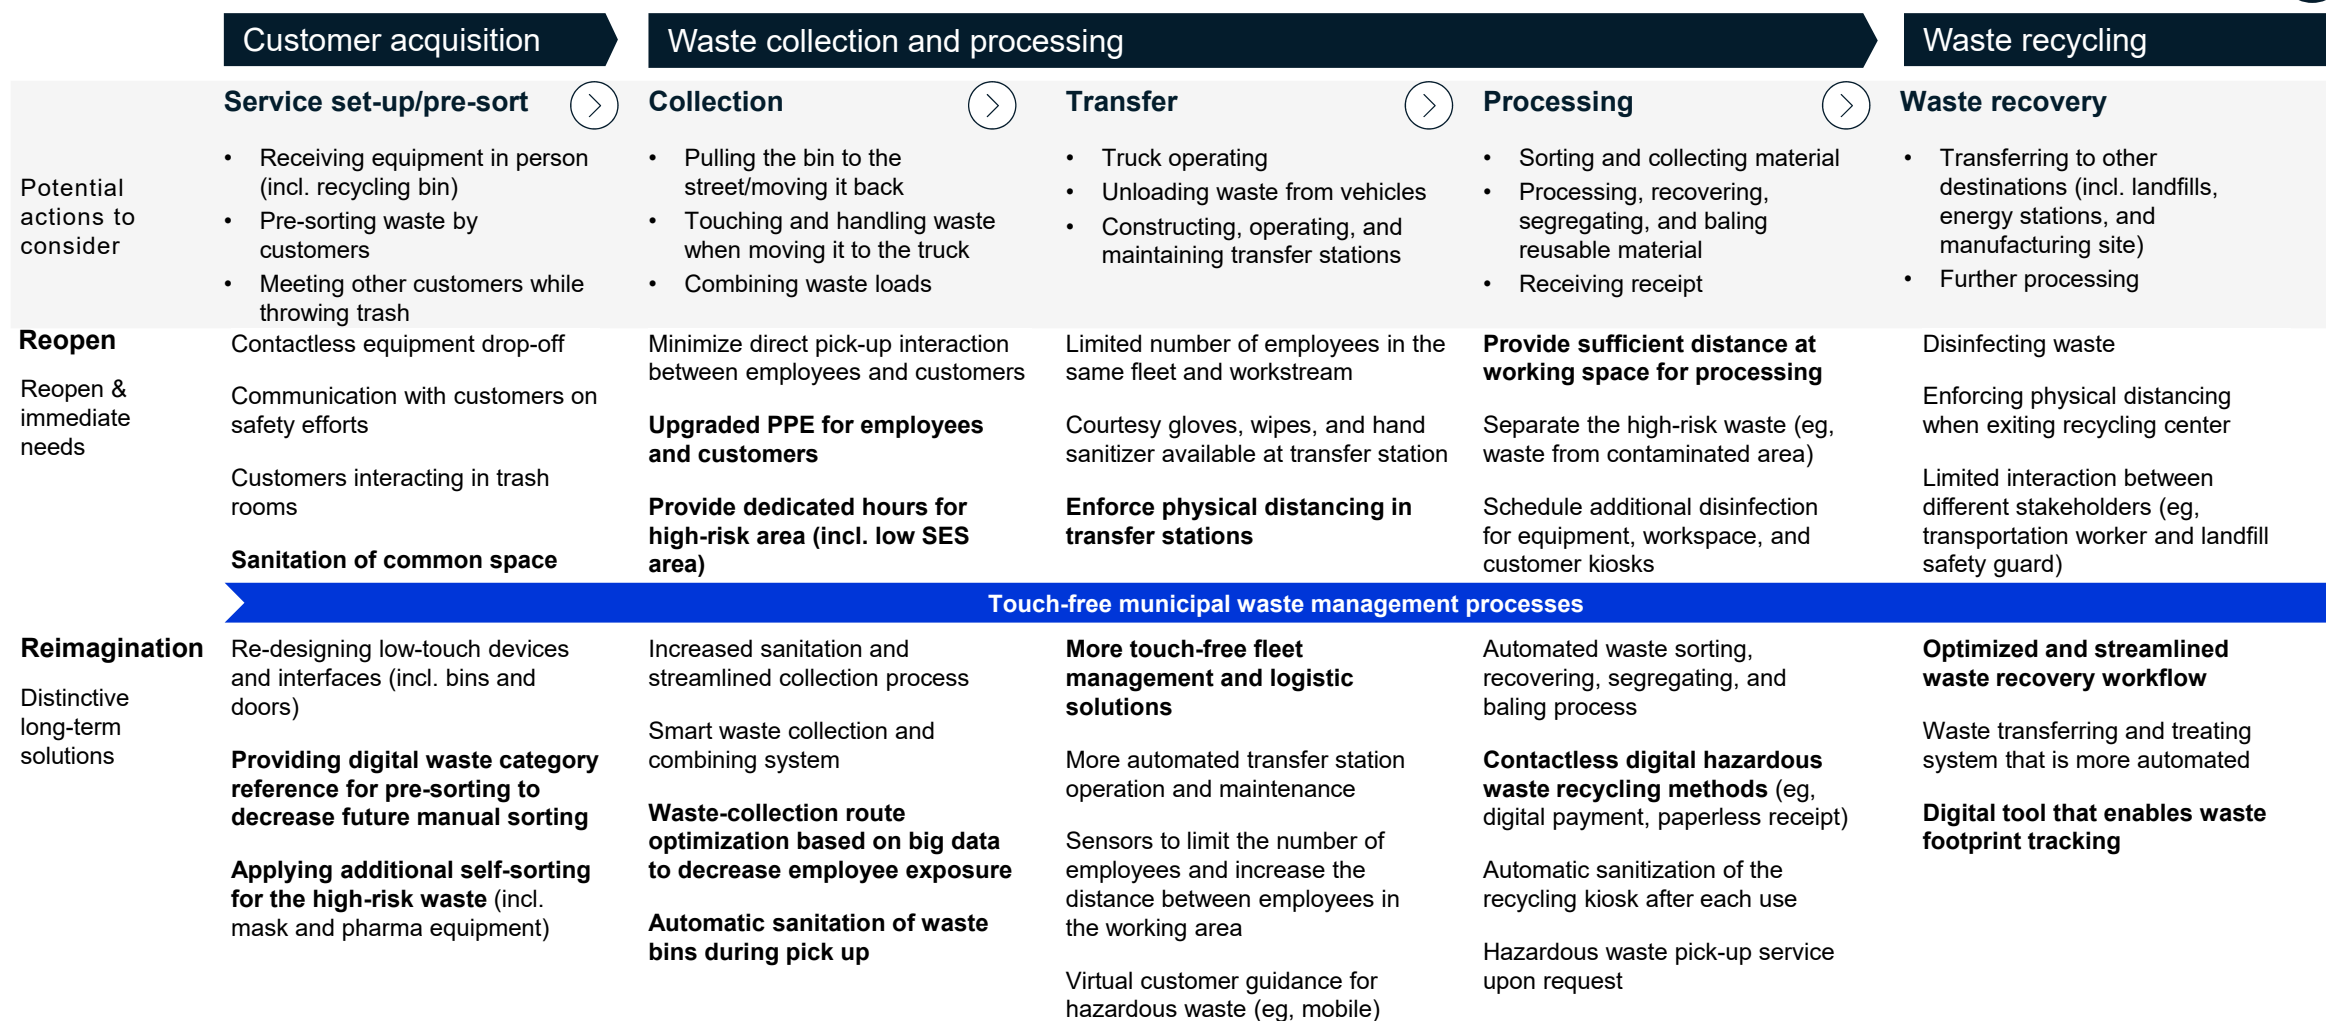 Customer acquisition
Waste collection and processing
Waste recycling
Service set-up/pre-sort
Collection
Transfer
Processing
Waste recovery
Potential
actions to
consider
• Receiving equipment in person
(incl. recycling bin)
• Pre-sorting waste by
customers
• Meeting other customers while
throwing trash
• Pulling the bin to the
street/moving it back
• Touching and handling waste
when moving it to the truck
• Combining waste loads
• Truck operating
• Unloading waste from vehicles
• Constructing, operating, and
maintaining transfer stations
• Sorting and collecting material
• Processing, recovering,
segregating, and baling
reusable material
• Receiving receipt
• Transferring to other
destinations (incl. landfills,
energy stations, and
manufacturing site)
• Further processing
Reopen
Reopen &
immediate
needs
Contactless equipment drop-off
Communication with customers on
safety efforts
Customers interacting in trash
rooms
Sanitation of common space
Minimize direct pick-up interaction
between employees and customers
Upgraded PPE for employees
and customers
Provide dedicated hours for
high-risk area (incl. low SES
area)
Limited number of employees in the
same fleet and workstream
Courtesy gloves, wipes, and hand
sanitizer available at transfer station
Enforce physical distancing in
transfer stations
Provide sufficient distance at
working space for processing
Separate the high-risk waste (eg,
waste from contaminated area)
Schedule additional disinfection
for equipment, workspace, and
customer kiosks
Disinfecting waste
Enforcing physical distancing
when exiting recycling center
Limited interaction between
different stakeholders (eg,
transportation worker and landfill
safety guard)
Touch-free municipal waste management processes
Reimagination
Distinctive
long-term
solutions
Re-designing low-touch devices
and interfaces (incl. bins and
doors)
Providing digital waste category
reference for pre-sorting to
decrease future manual sorting
Applying additional self-sorting
for the high-risk waste (incl.
mask and pharma equipment)
Increased sanitation and
streamlined collection process
Smart waste collection and
combining system
Waste-collection route
optimization based on big data
to decrease employee exposure
Automatic sanitation of waste
bins during pick up
More touch-free fleet
management and logistic
solutions
More automated transfer station
operation and maintenance
Sensors to limit the number of
employees and increase the
distance between employees in
the working area
Virtual customer guidance for
hazardous waste (eg, mobile)
Automated waste sorting,
recovering, segregating, and
baling process
Contactless digital hazardous
waste recycling methods (eg,
digital payment, paperless receipt)
Automatic sanitization of the
recycling kiosk after each use
Hazardous waste pick-up service
upon request
Optimized and streamlined
waste recovery workflow
Waste transferring and treating
system that is more automated
Digital tool that enables waste
footprint tracking